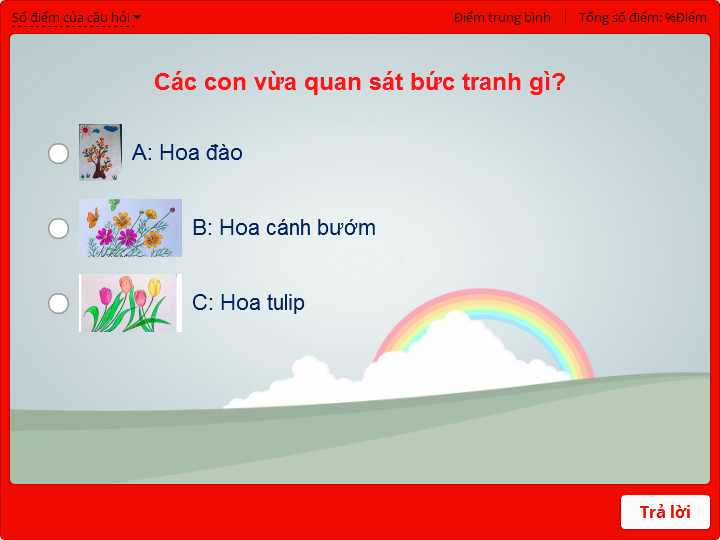 Số điểm của câu hỏi
Điểm trung bình
Tổng số điểm: %Điểm
Các con vừa quan sát bức tranh gì?
A: Hoa đào
B: Hoa cánh bướm
C: Hoa tulip
Trả lời